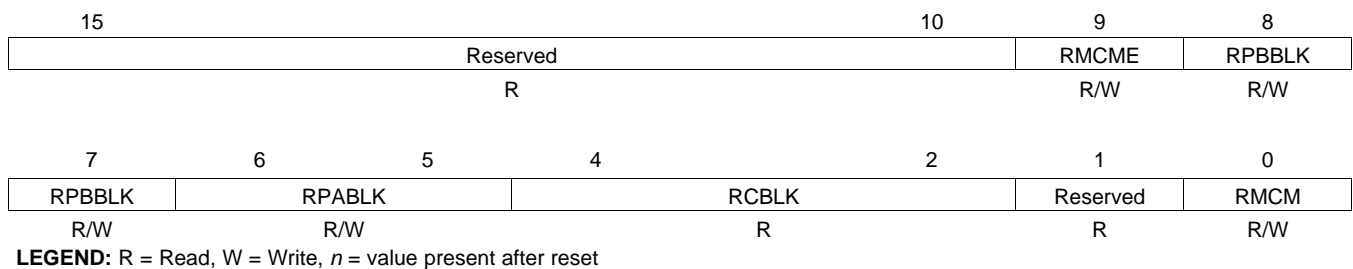 15 10 9 8
Reserved RMCME RPBBLK
R R/W R/W
7 6 5 4 2 1 0
RPBBLK RPABLK RCBLK Reserved RMCM
R/W R/W R R R/W
LEGEND: R = Read, W = Write, n = value present after reset